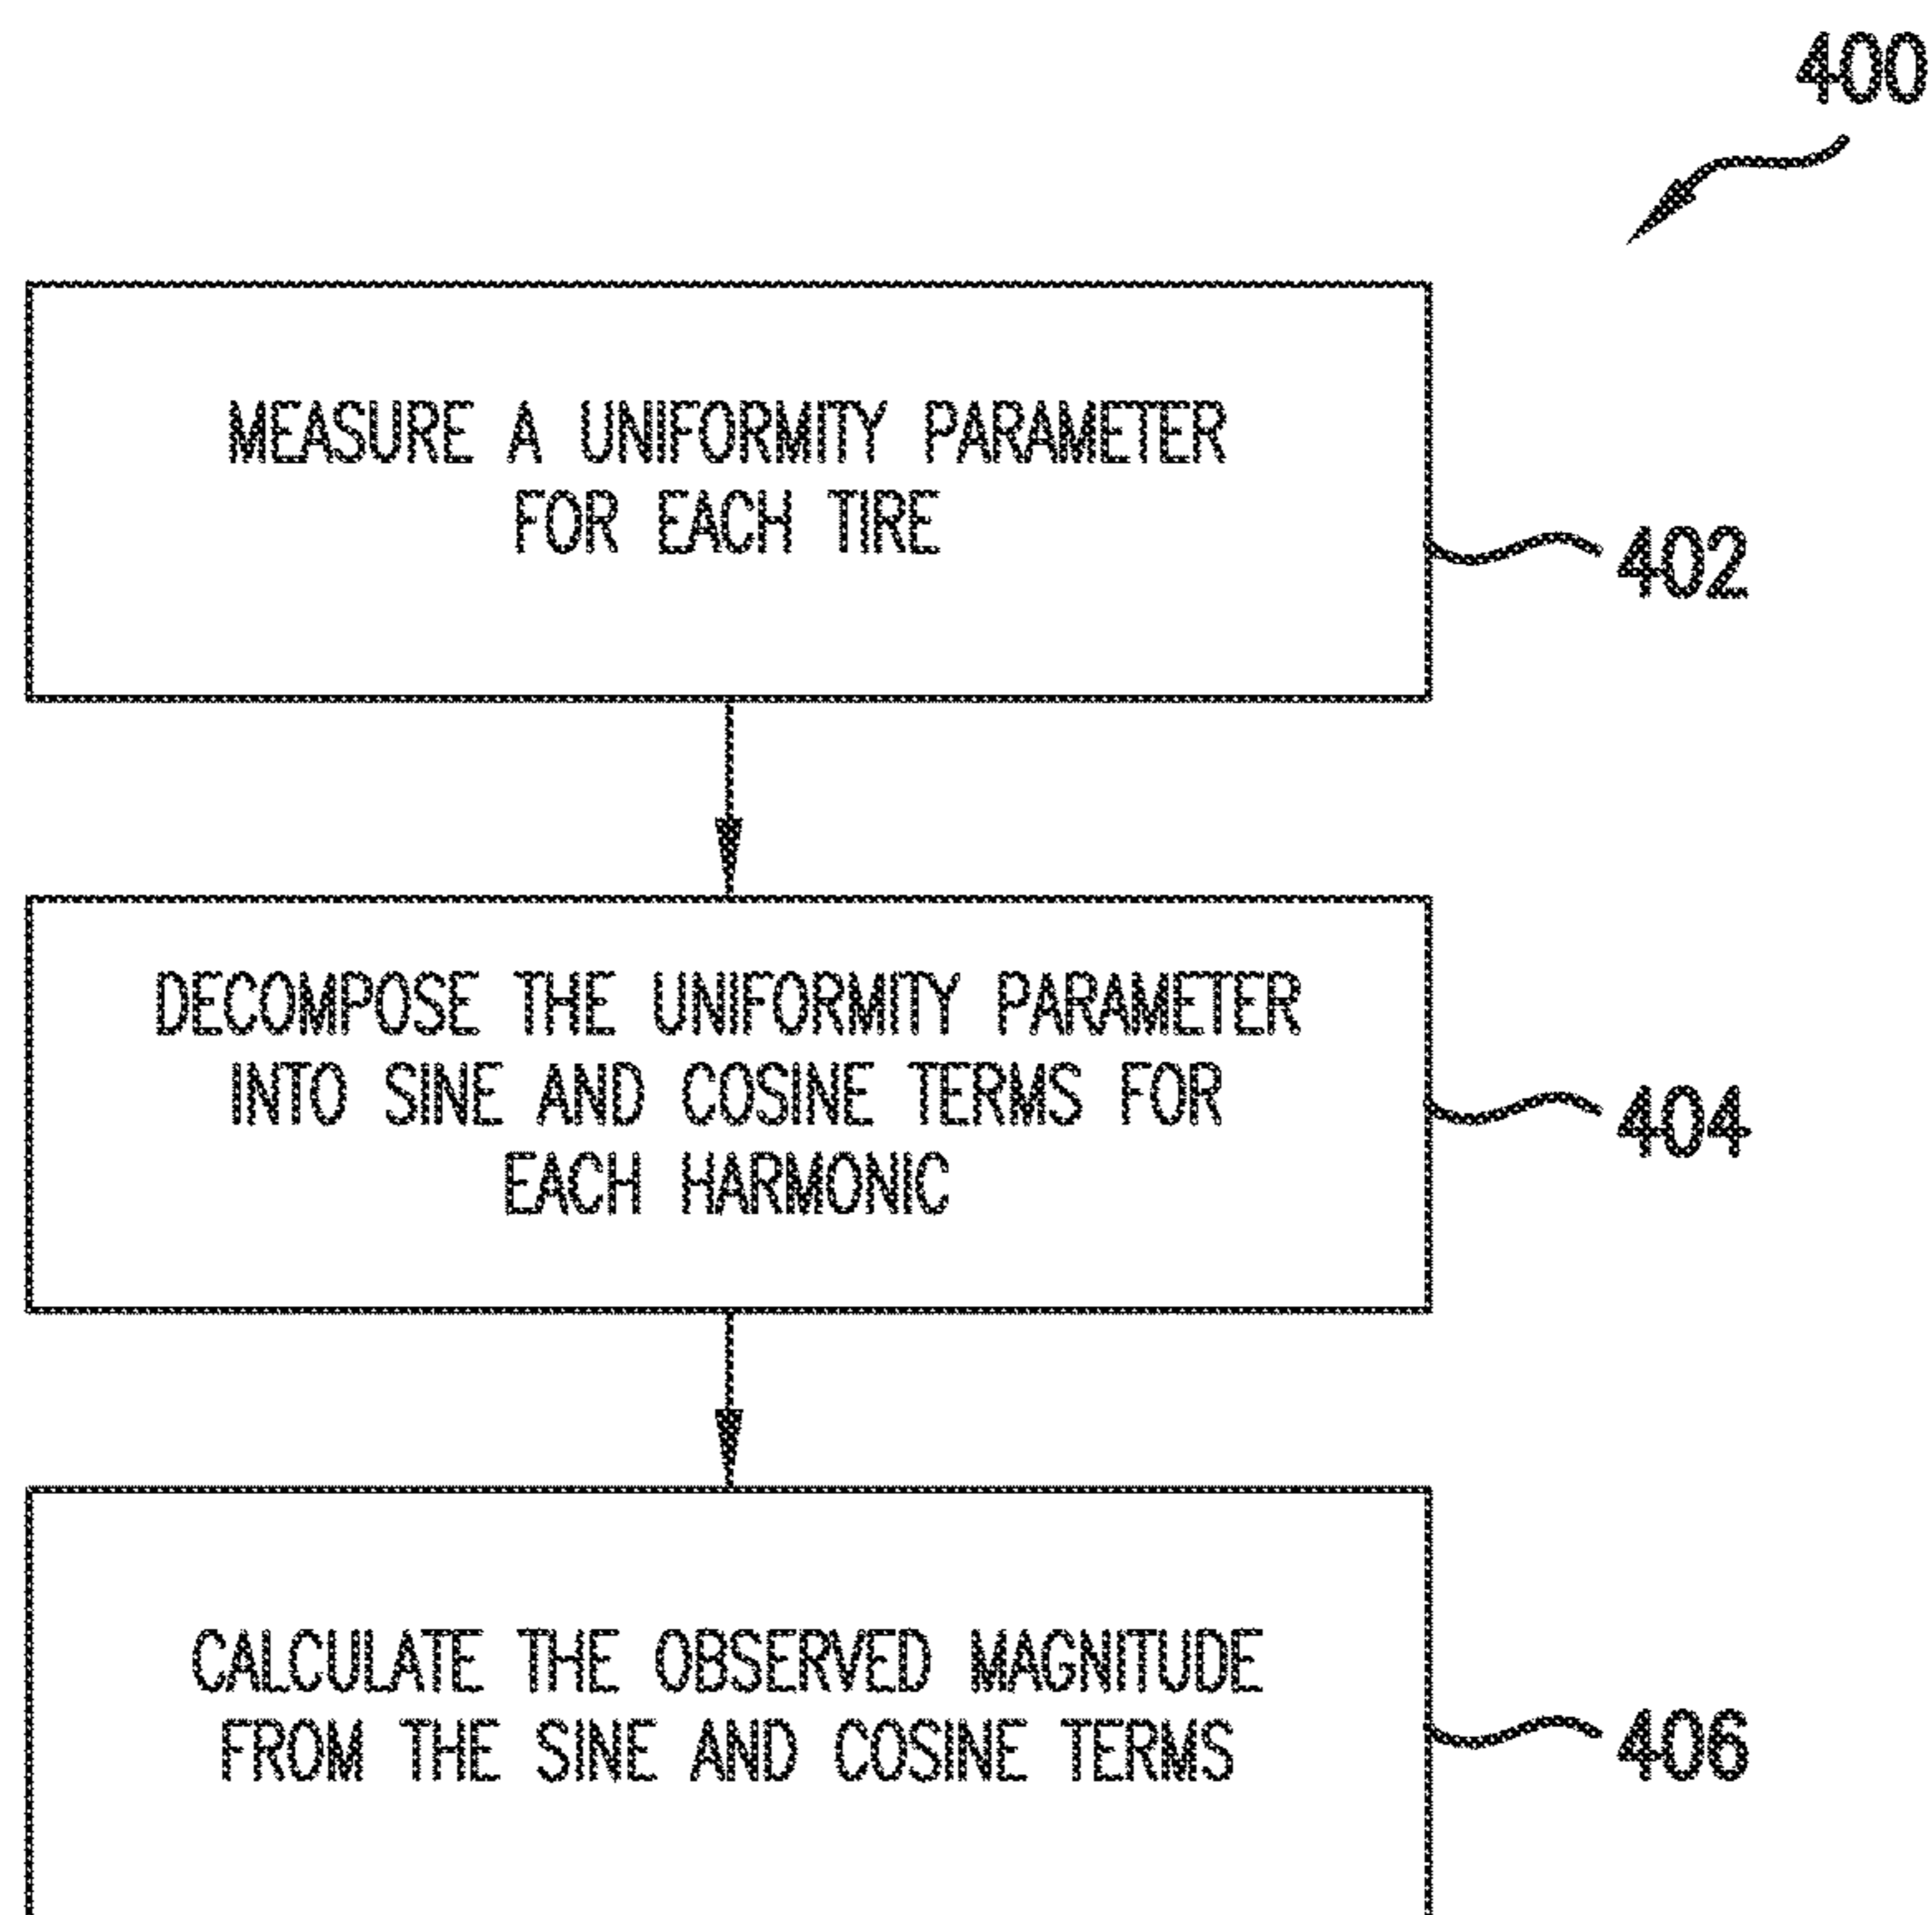 400
MEASURE A UNIFORMITY PARAMETER
FOR EACH TIRE
402
DECOMPOSE THE UNIFORMITY PARAMETER
INTO SINE AND COSINE TERMS FOR
EACH HARMONIC
404
CALCULATE THE OBSERVED MAGNITUDE
FROM THE SINE AND COSINE TERMS
406